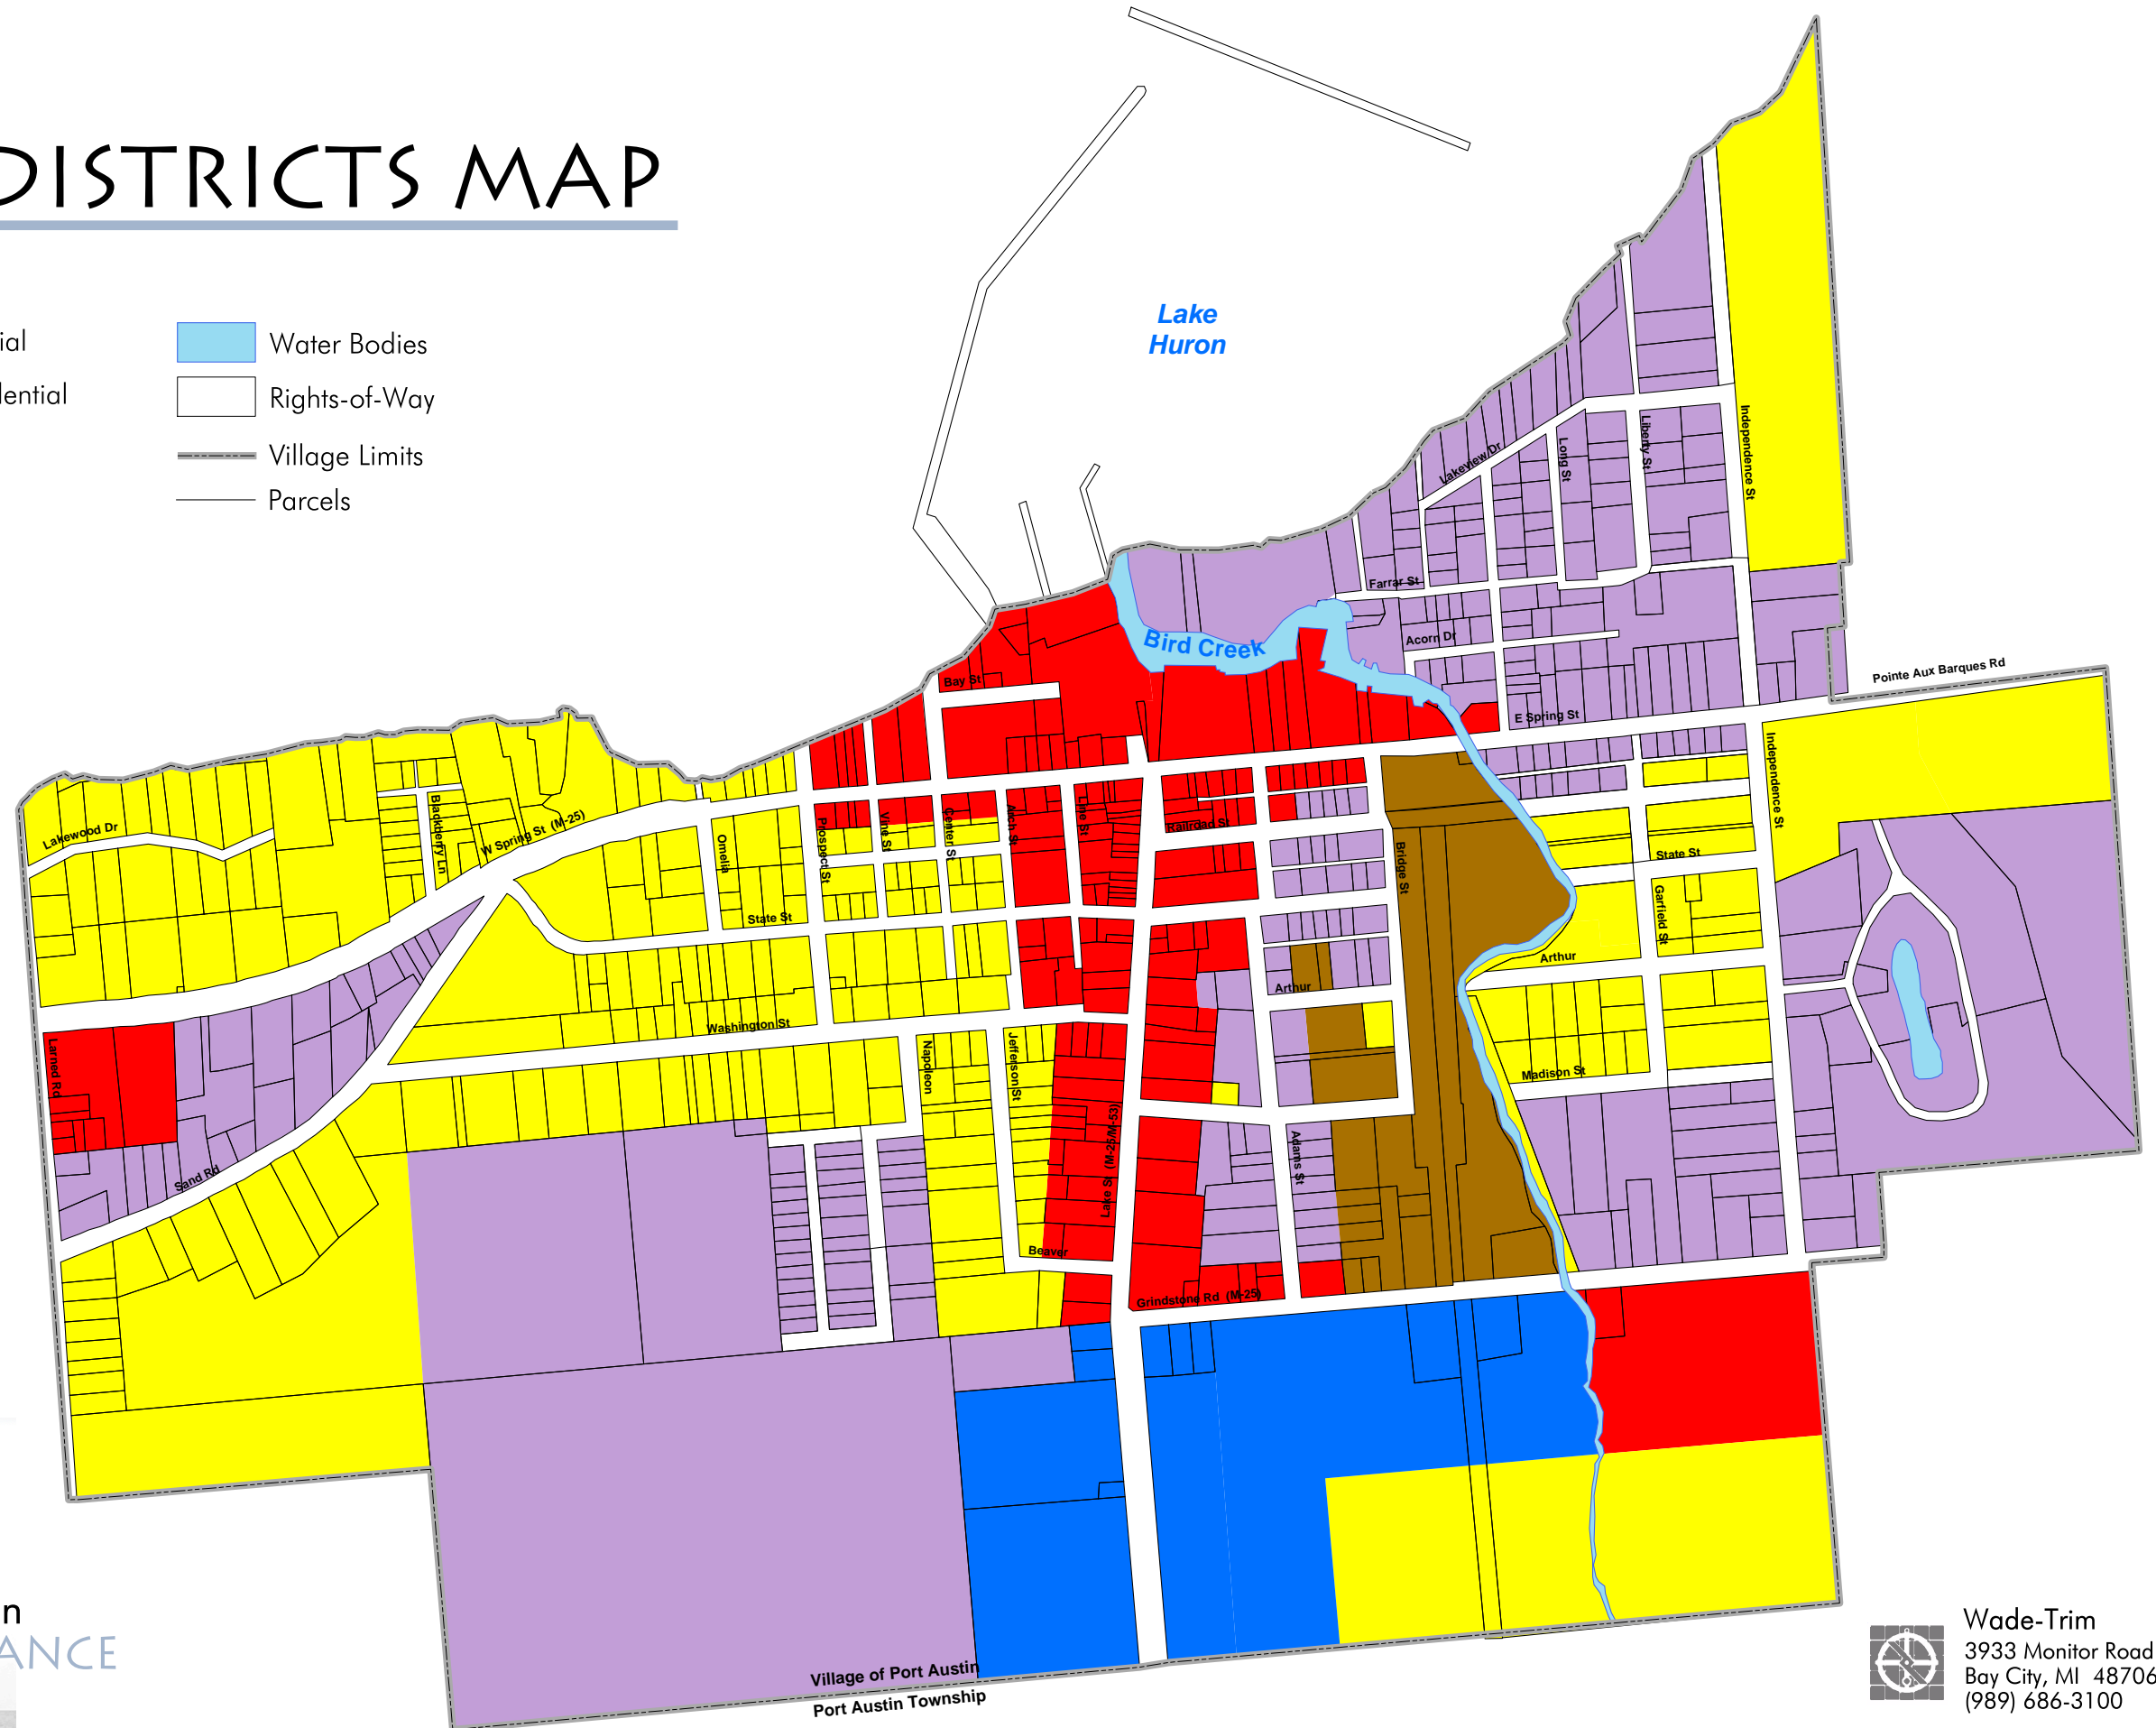 DISTRICTS MAP
ial
Water Bodies
dential
Rights-of-Way
Village Limits
Parcels
Lake
Huron
Bird Creek
Bay St
Lakeview Dr
Long St
Liberty St
Independence St
Farrar St
Acorn Dr
E Spring St
Pointe Aux Barques Rd
Lakewood Dr
Blackberry Ln
W Spring St (M-25)
Omelia
Prospect St
Vine St
Center St
Arch St
Line St
Railroad St
Bridge St
Independence St
State St
State St
Garfield St
Arthur
Arthur
Washington St
Larned Rd
Napoleon
Jefferson St
Madison St
Sand Rd
Lake St (M-25/M-53)
Adams St
Beaver
Grindstone Rd (M-25)
Village of Port Austin
Port Austin Township
n
ANCE
Wade-Trim
3933 Monitor Road
Bay City, MI 48706
(989) 686-3100